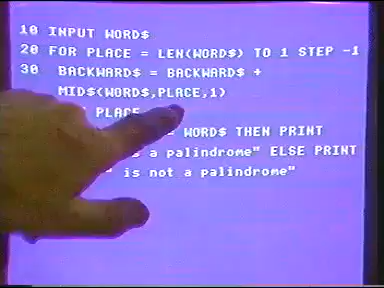 10 INPUT WORD$
20 FOR PLACE = LEN(WORD$) TO 1 STEP -1
30 BACKWARD$ = BACKWARD$ +
MID$(WORD$,PLACE,1)
PLACE
= WORD$ THEN PRINT
a palindrome" ELSE PRINT
" is not a palindrome"